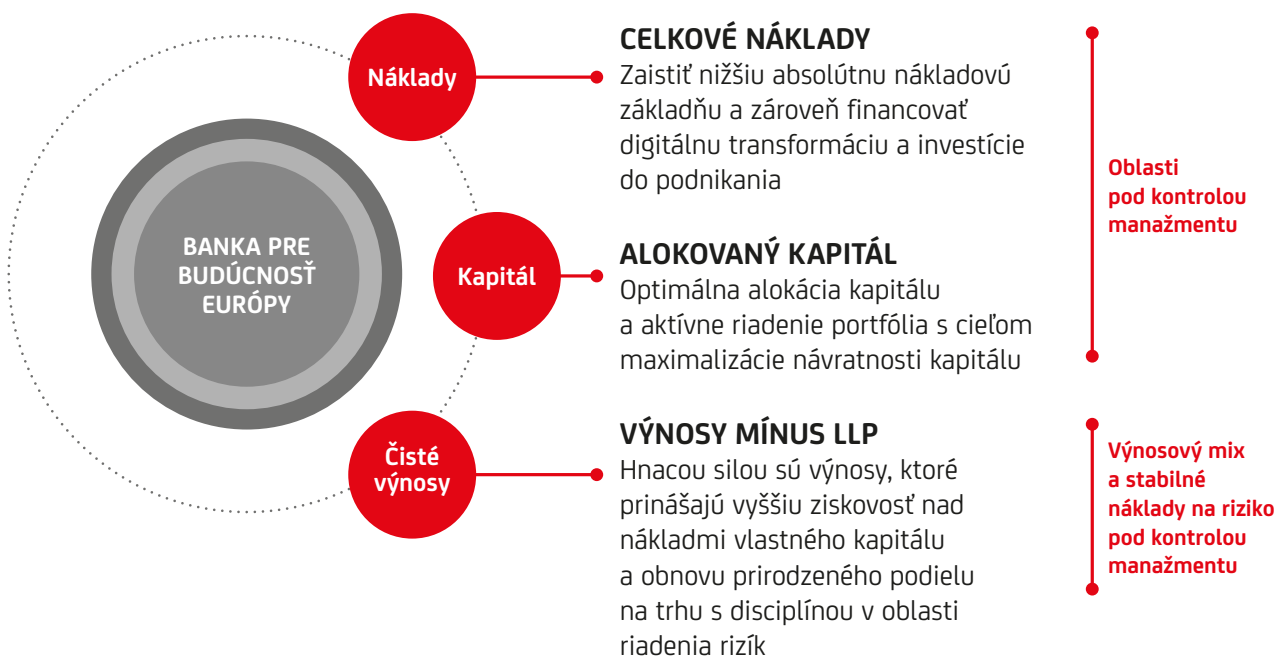 BANKA PRE
BUDÚCNOSŤ
EURÓPY
Náklady
CELKOVÉ NÁKLADY
Zaistiť nižšiu absolútnu nákladovú
základňu a zároveň financovať
digitálnu transformáciu a investície
do podnikania
Kapitál
ALOKOVANÝ KAPITÁL
Optimálna alokácia kapitálu
a aktívne riadenie portfólia s cieľom
maximalizácie návratnosti kapitálu
Oblasti
pod kontrolou
manažmentu
Čisté
výnosy
VÝNOSY MÍNUS LLP
Hnacou silou sú výnosy, ktoré
prinášajú vyššiu ziskovosť nad
nákladmi vlastného kapitálu
a obnovu prirodzeného podielu
na trhu s disciplínou v oblasti
riadenia rizík
Výnosový mix
a stabilné
náklady na riziko
pod kontrolou
manažmentu